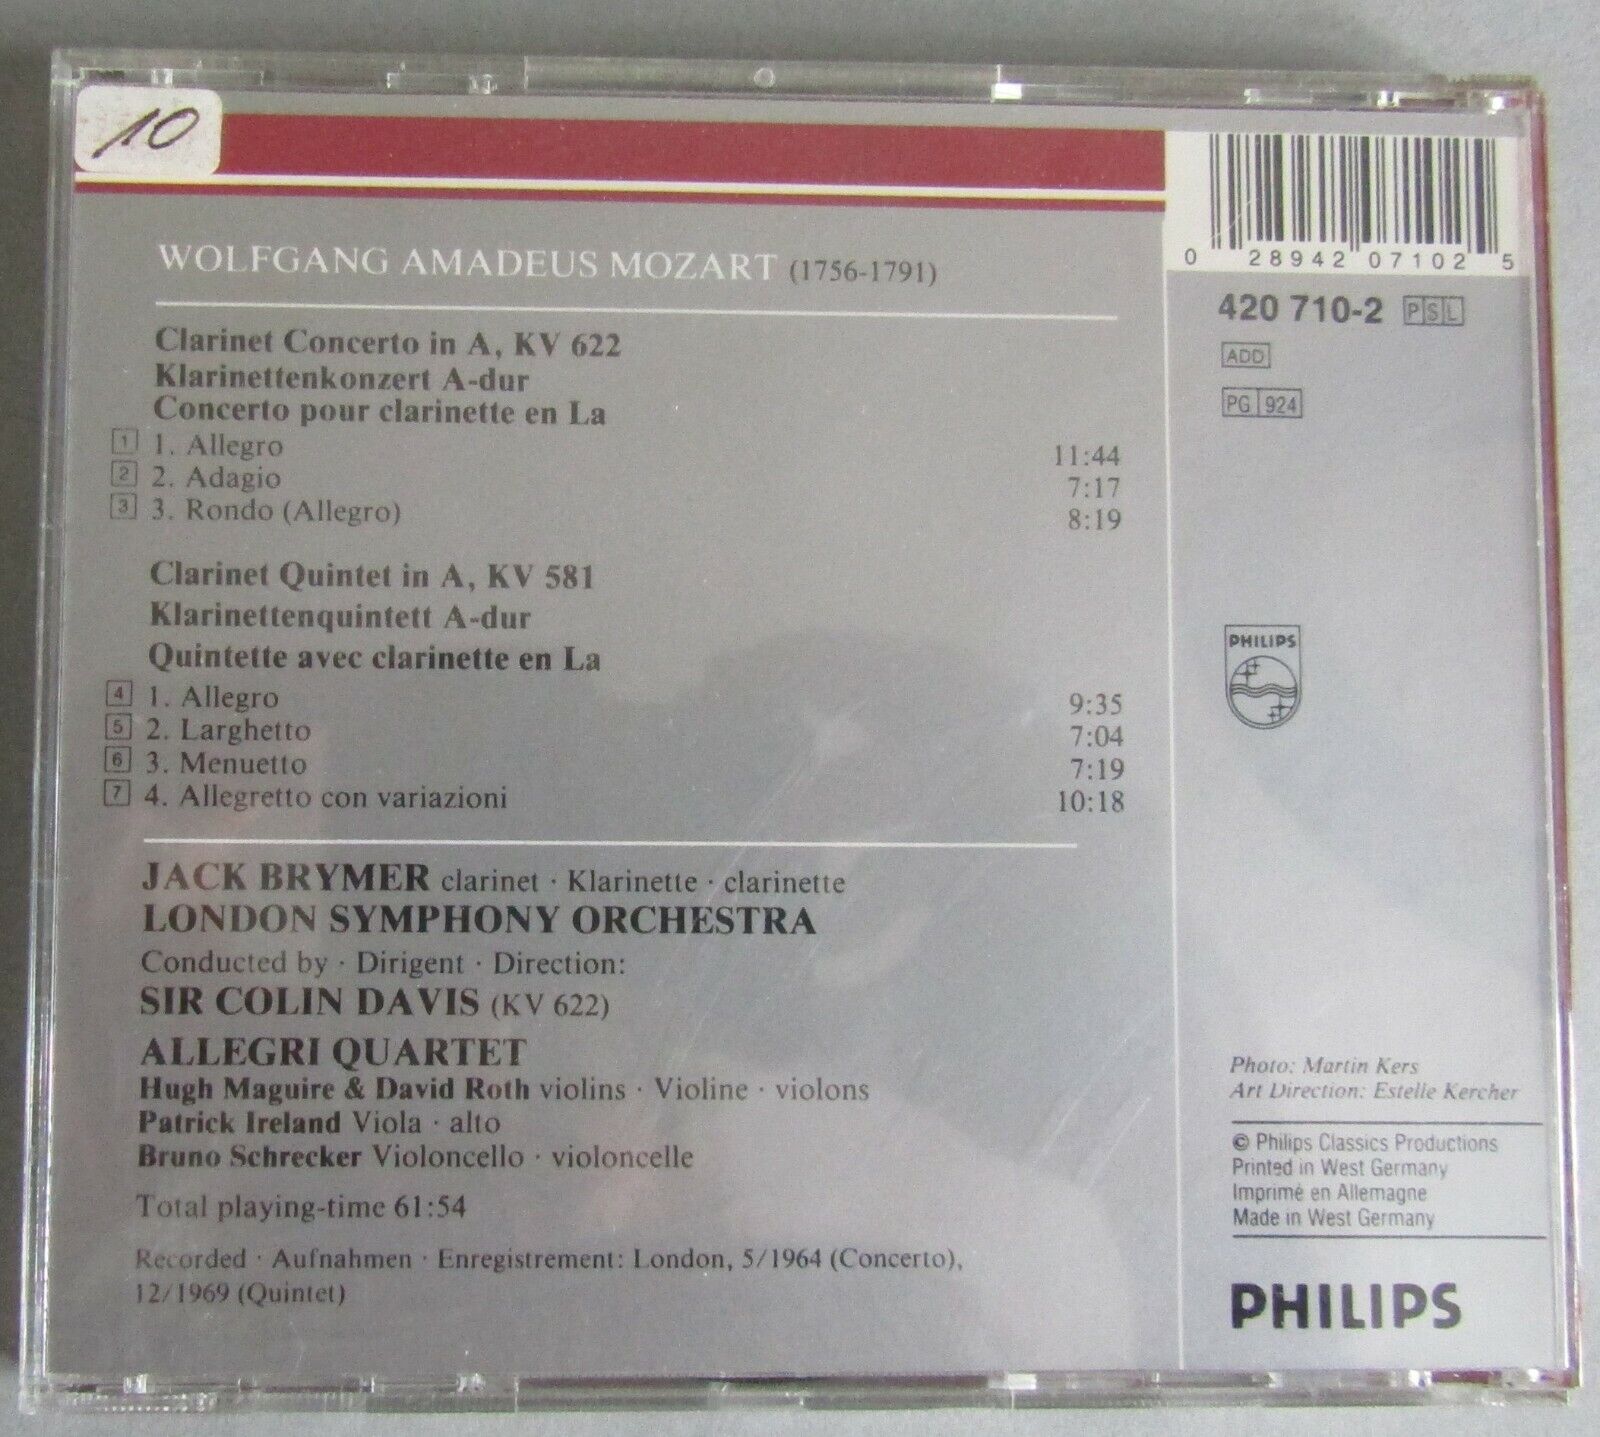 10
WOLFGANG AMADEUS MOZART (1756-1791)
Clarinet Concerto in A, KV 622
Klarinettenkonzert A-dur
Concerto pour clarinette en La
1 1. Allegro 11:44
2 2. Adagio 7:17
3 3. Rondo (Allegro) 8:19
Clarinet Quintet in A, KV 581
Klarinettenquintett A-dur
Quintette avec clarinette en La
4 1. Allegro 9:35
5 2. Larghetto 7:04
6 3. Menuetto 7:19
7 4. Allegretto con variazioni 10:18
JACK BRYMER clarinet · Klarinette · clarinette
LONDON SYMPHONY ORCHESTRA
Conducted by · Dirigent · Direction:
SIR COLIN DAVIS (KV 622)
ALLEGRI QUARTET
Hugh Maguire & David Roth violins · Violine · violons
Patrick Ireland Viola · alto
Bruno Schrecker Violoncello · violoncelle
Total playing-time 61:54
Recorded · Aufnahmen · Enregistrement: London, 5/1964 (Concerto),
12/1969 (Quintet)
0 28942 07102 5
420 710-2 PSL
ADD
PG 924
PHILIPS
Photo: Martin Kers
Art Direction: Estelle Kercher
© Philips Classics Productions
Printed in West Germany
Imprimé en Allemagne
Made in West Germany
PHILIPS